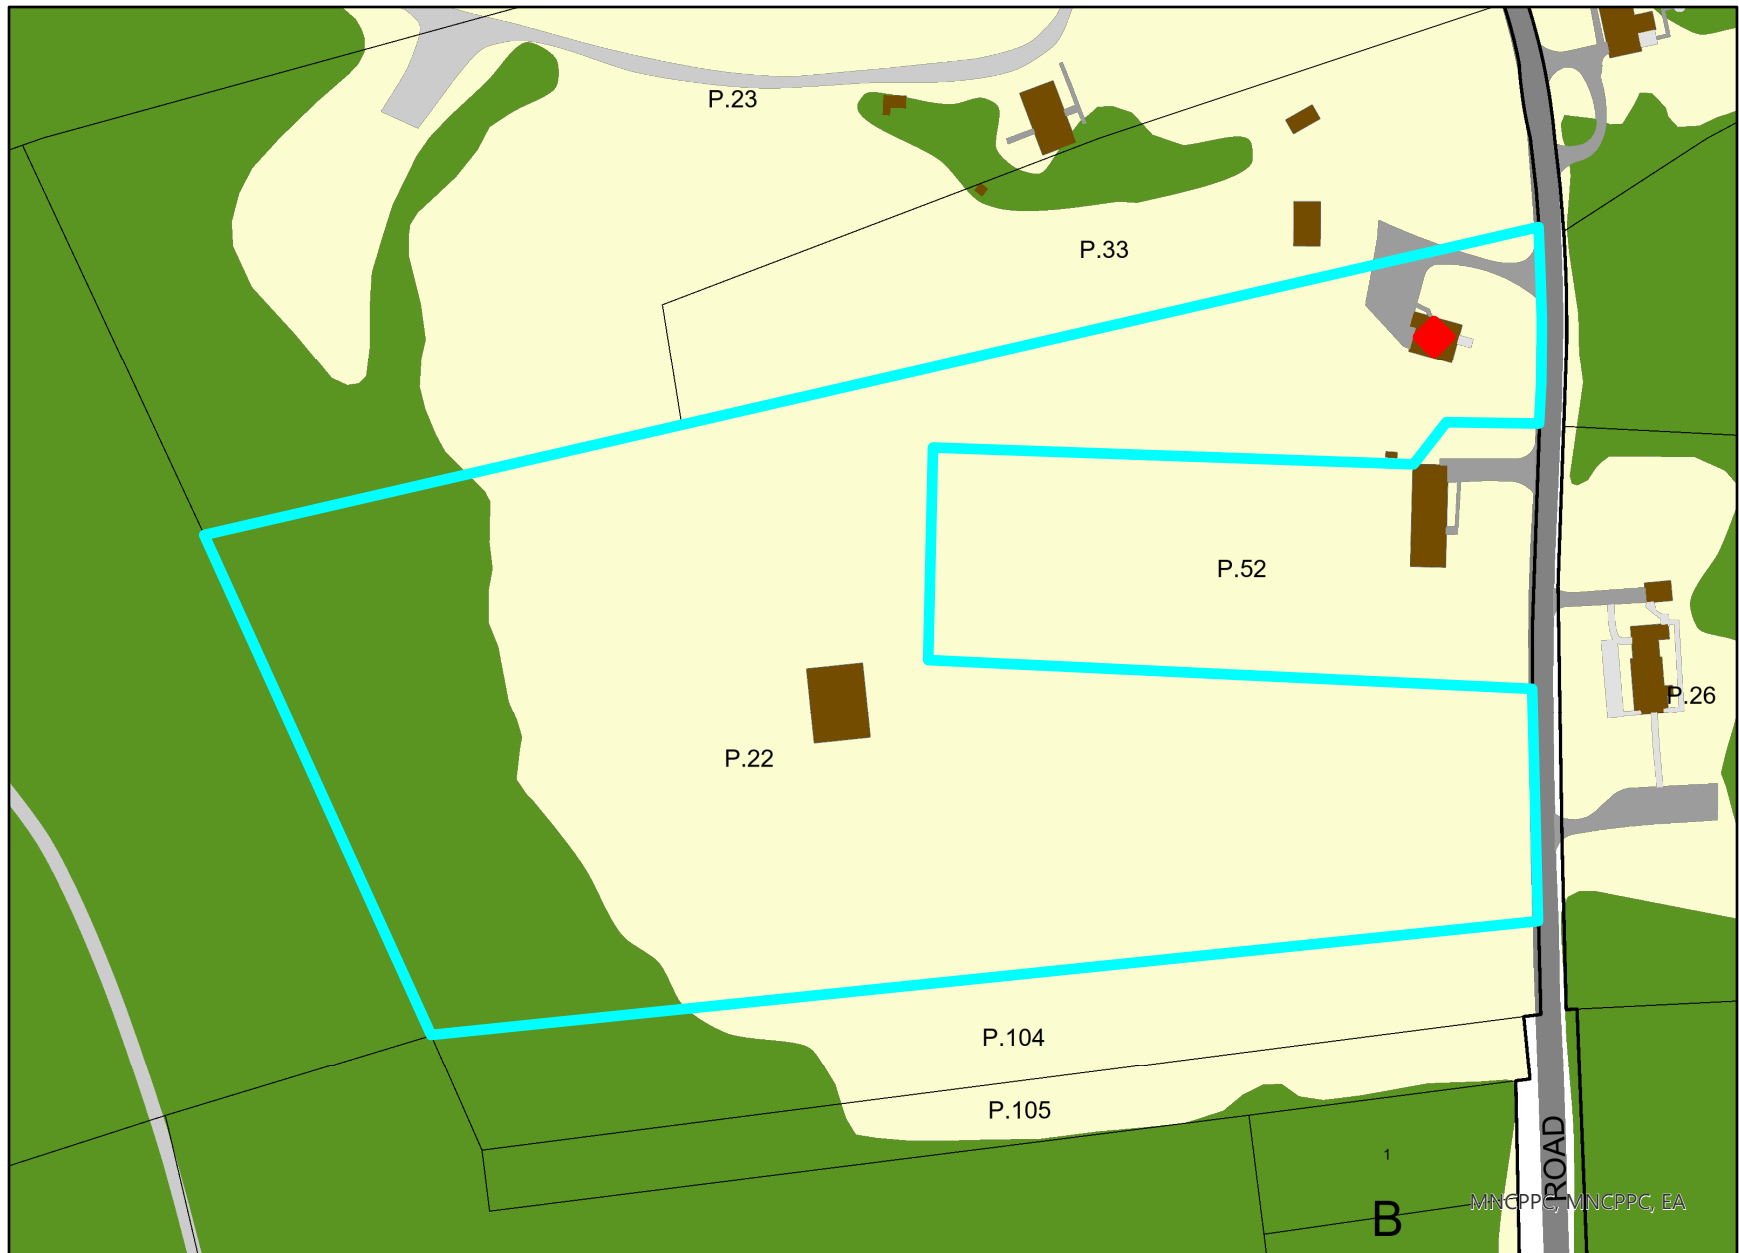 P.23
P.33
P.52
P.26
P.22
P.104
P.105
1
B
ROAD
MNCPPC, MNCPPC, EA